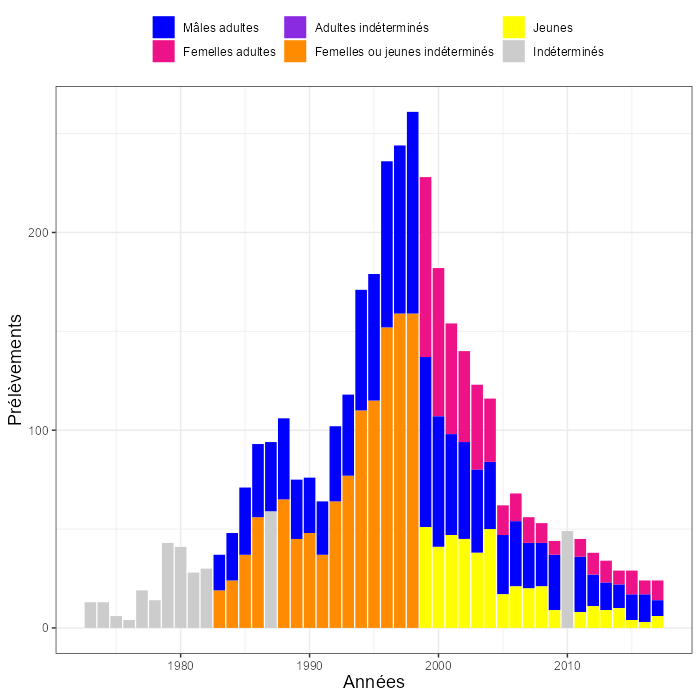 Mâles adultes Adultes indéterminés Jeunes
Femelles adultes Femelles ou jeunes indéterminés Indéterminés
Prélèvements
200
100
0
1980 1990 2000 2010
Années